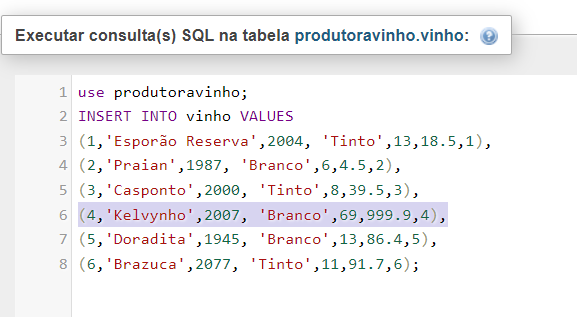 Executar consulta(s) SQL na tabela produtoravinho.vinho:
1 use produtoravinho;
2 INSERT INTO vinho VALUES
3 (1,'Esporão Reserva',2004, 'Tinto',13,18.5,1),
4 (2,'Praian',1987, 'Branco',6,4.5,2),
5 (3,'Casponto',2000, 'Tinto',8,39.5,3),
6 (4,'Kelvynho',2007, 'Branco',69,999.9,4),
7 (5,'Doradita',1945, 'Branco',13,86.4,5),
8 (6,'Brazuca',2077, 'Tinto',11,91.7,6);